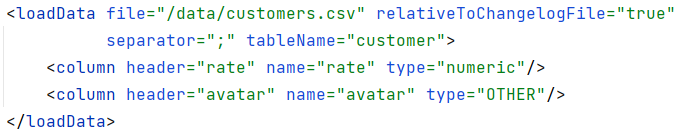 <loadData file="/data/customers.csv" relativeToChangelogFile="true"
separator=";" tableName="customer">
<column header="rate" name="rate" type="numeric"/>
<column header="avatar" name="avatar" type="OTHER"/>
</loadData>